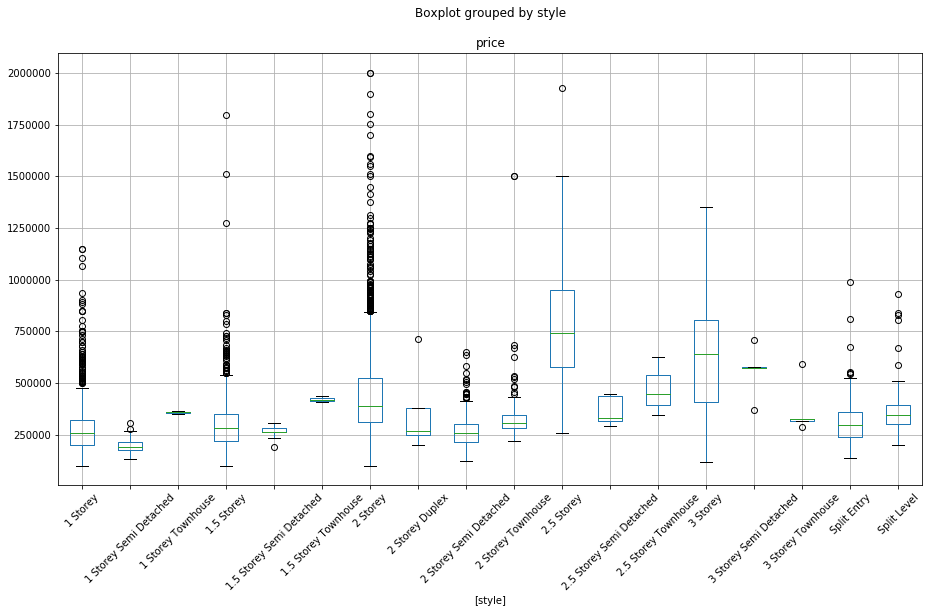 Boxplot grouped by style
price
2000000
1750000
1500000
1250000
1000000
750000
500000
250000
1 Storey
1 Storey Semi Detached
1 Storey Townhouse
1.5 Storey
1.5 Storey Semi Detached
1.5 Storey Townhouse
2 Storey
2 Storey Duplex
2 Storey Semi Detached
2 Storey Townhouse
2.5 Storey
2.5 Storey Semi Detached
2.5 Storey Townhouse
3 Storey
3 Storey Semi Detached
3 Storey Townhouse
Split Entry
Split Level
[style]